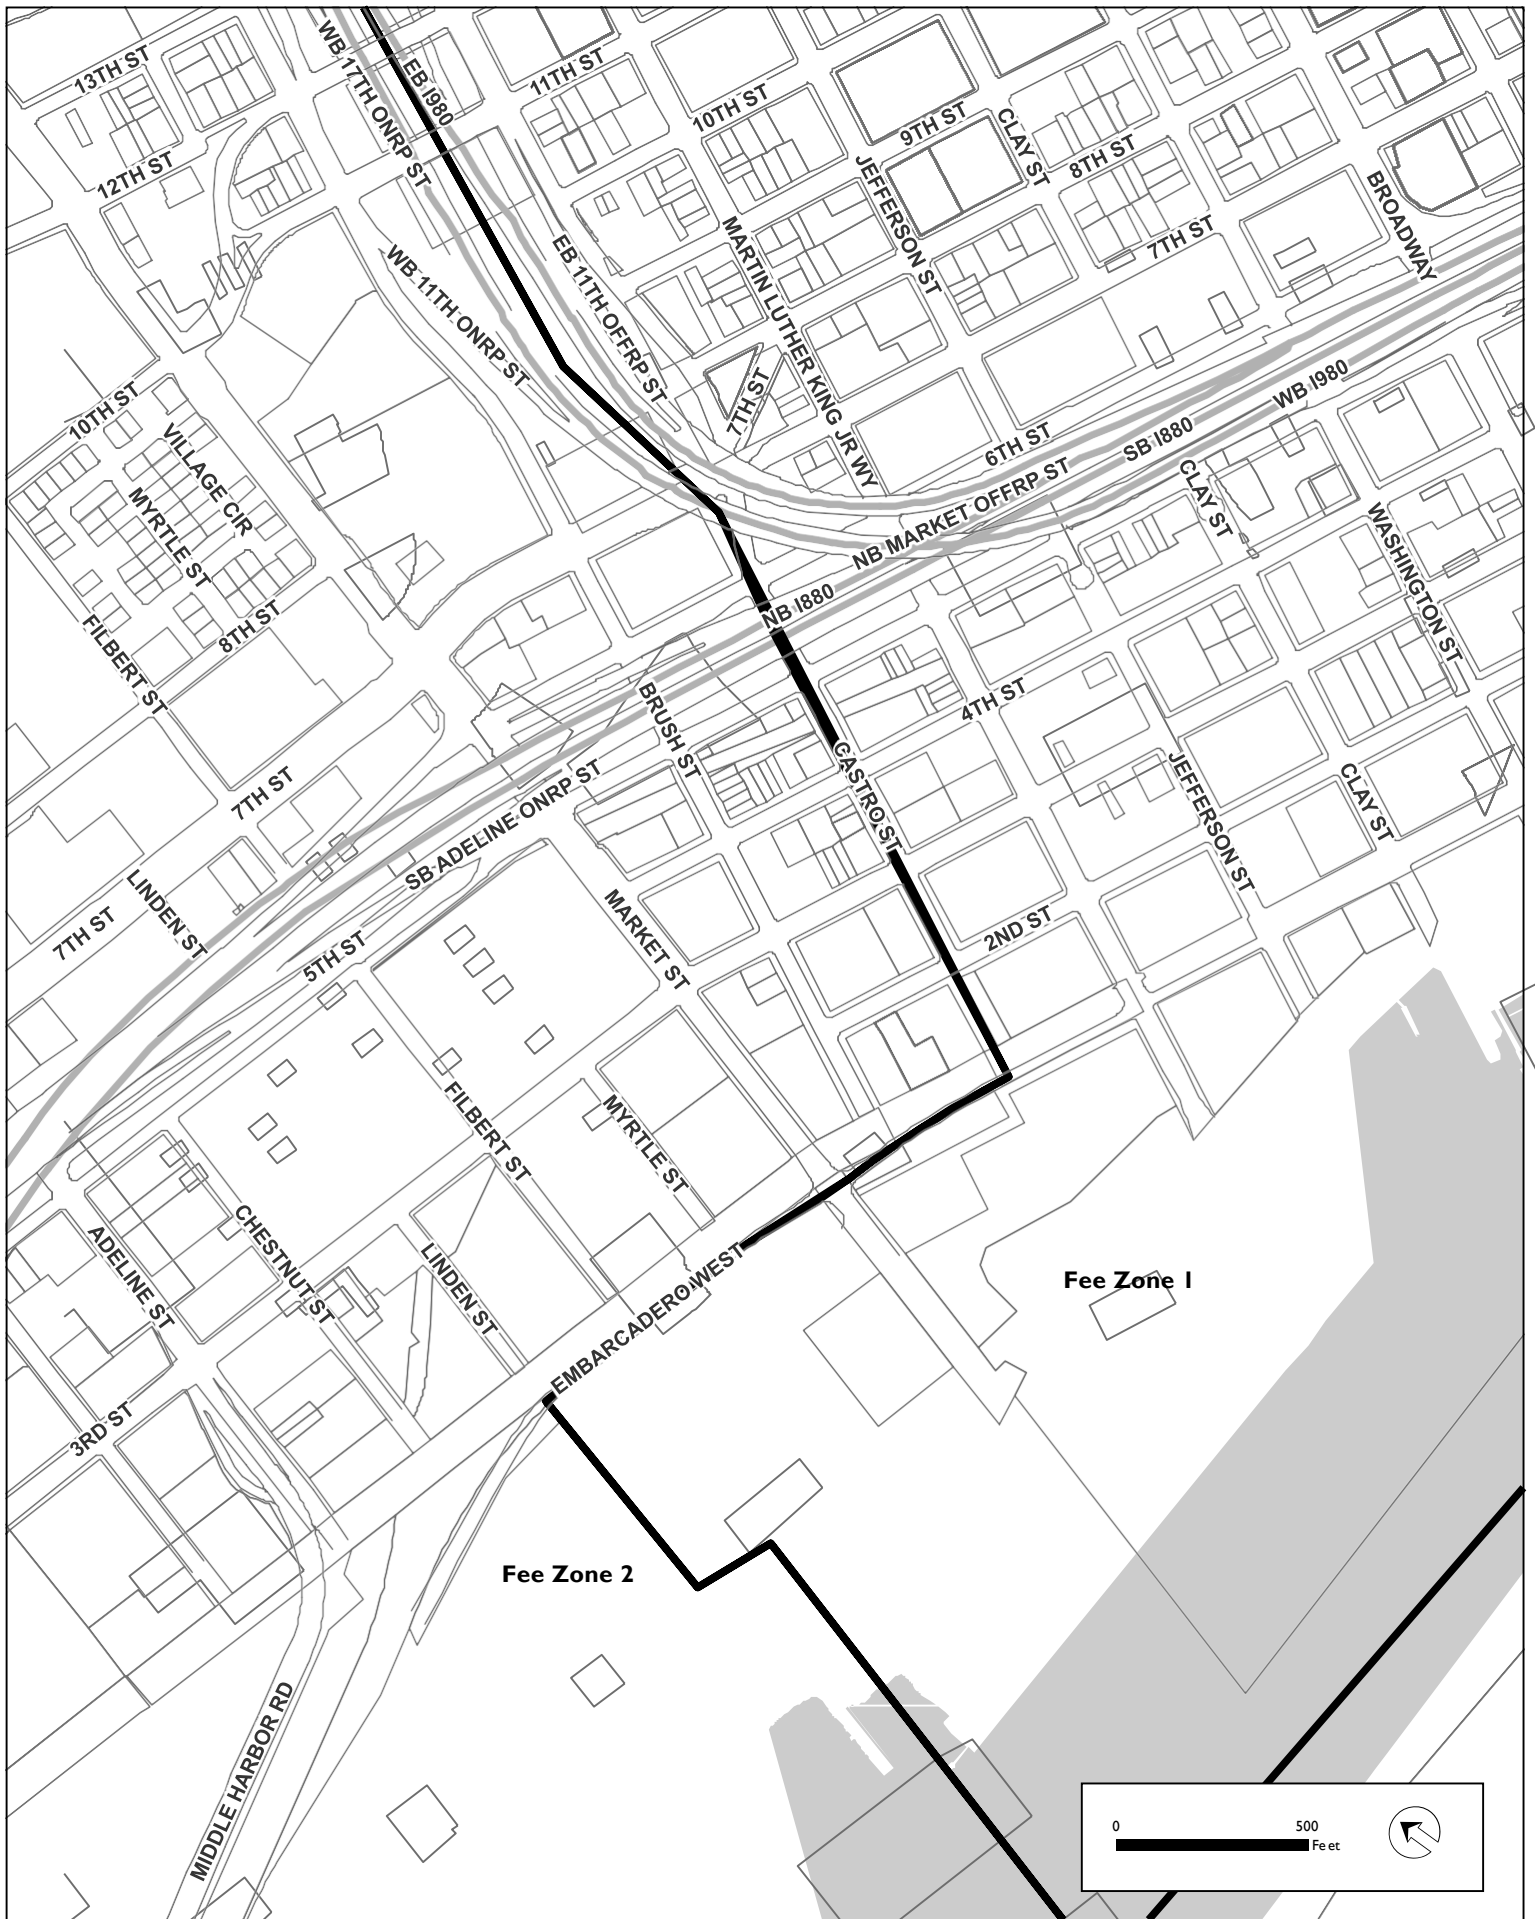 13TH ST
WB 17TH ONRP ST
EB I980
11TH ST
10TH ST
9TH ST
CLAY ST
8TH ST
12TH ST
JEFFERSON ST
BROADWAY
7TH ST
MARTIN LUTHER KING JR WY
EB 11TH OFFRP ST
WB 11TH ONRP ST
7TH ST
WB I980
10TH ST
VILLAGE CIR
6TH ST
SB I880
MYRTLE ST
NB MARKET OFFRP ST
CLAY ST
WASHINGTON ST
NB I880
8TH ST
FILBERT ST
BRUSH ST
4TH ST
CASTRO ST
7TH ST
SB ADELINE ONRP ST
JEFFERSON ST
CLAY ST
LINDEN ST
7TH ST
5TH ST
MARKET ST
2ND ST
FILBERT ST
MYRTLE ST
ADELINE ST
CHESTNUT ST
LINDEN ST
EMBARCADERO WEST
Fee Zone 1
3RD ST
Fee Zone 2
MIDDLE HARBOR RD
0 500
Feet